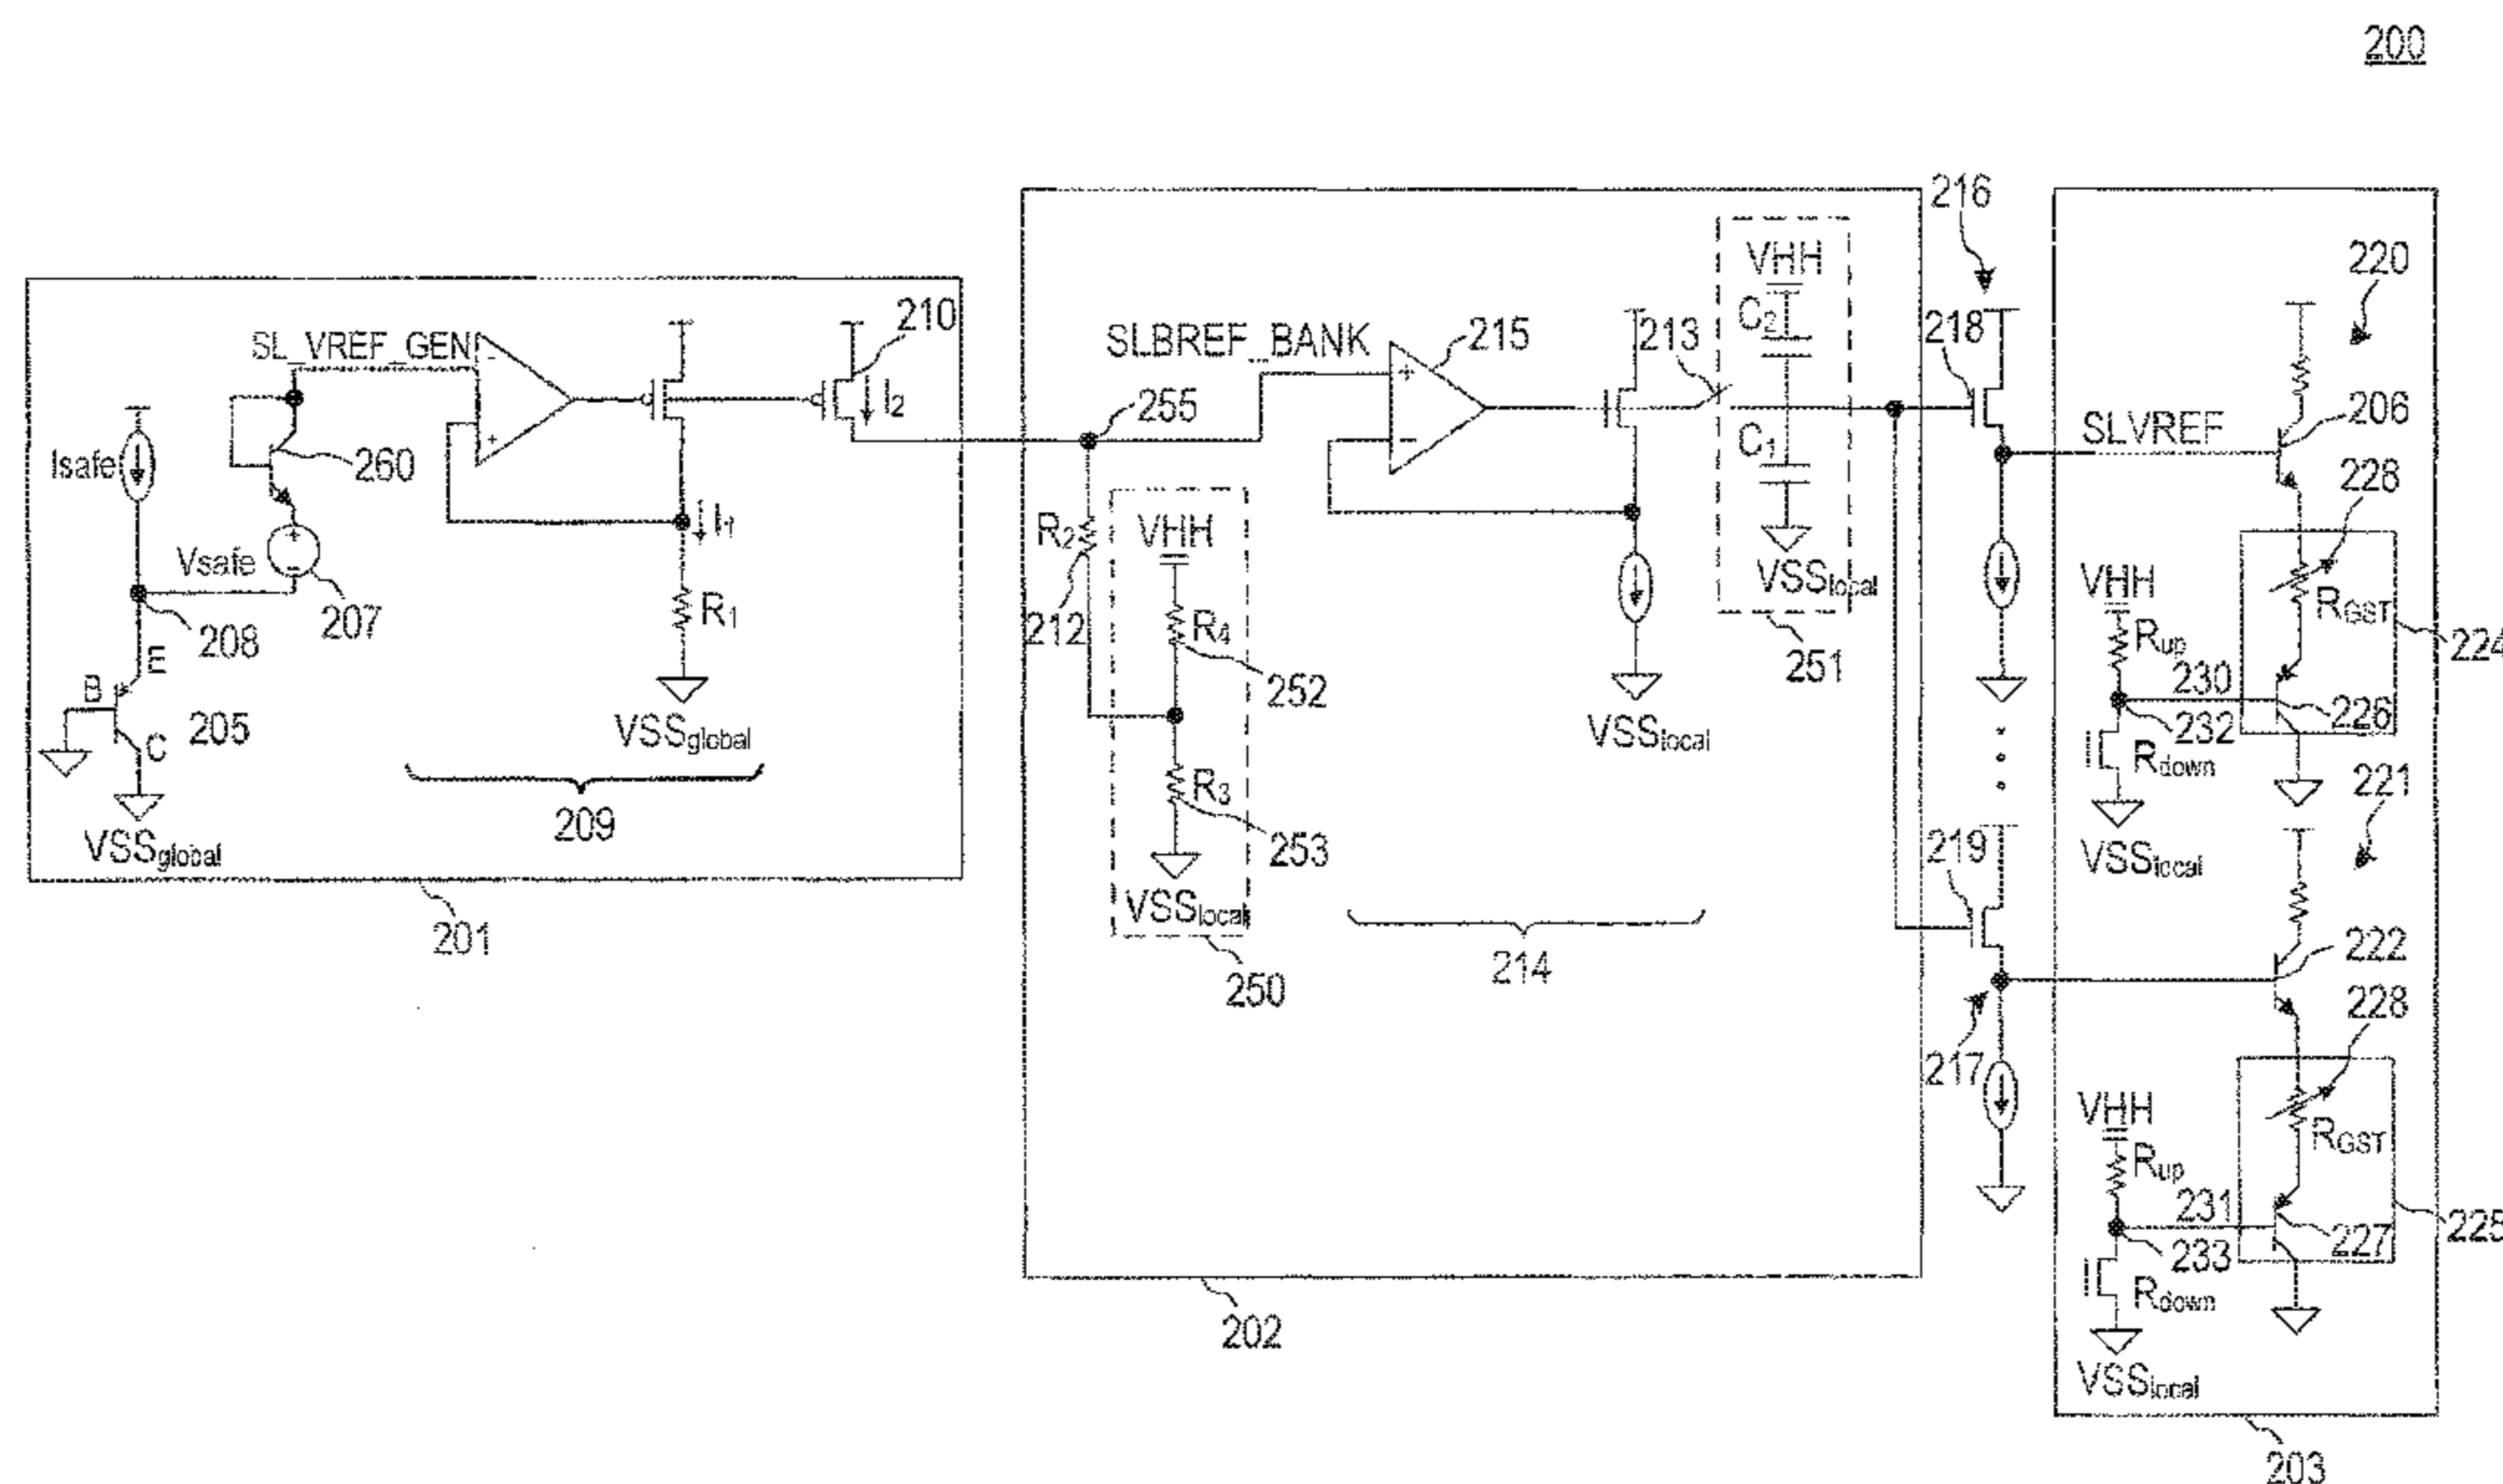 200
216
220
VHH
C2
SL_VREF_GEN
-
210
I2
SLBREF_BANK
+
215
213
218
206
255
SLVREF
Isafe
260
+
C1
-
228
I1
R2
VHH
VSSlocal
VHH
RGST
Vsafe
+
-
207
208
R1
212
R4
252
251
Rup
224
B
E
205
C
VSSglobal
VSSlocal
230
232
226
Rdown
209
R3
253
221
VSSglobal
219
VSSlocal
VSSlocal
201
250
214
222
228
217
VHH
RGST
Rup
231
233
227
225
Rdown
202
VSSlocal
203